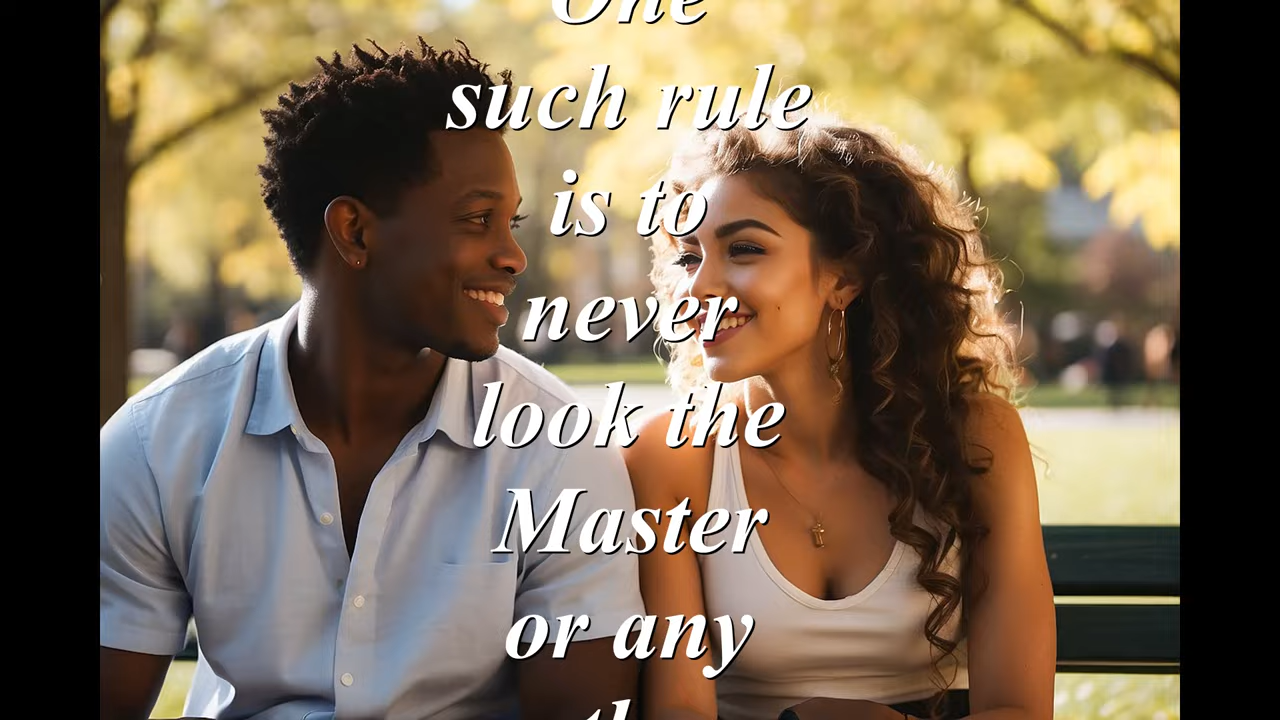 One
such rule
is to
never
look the
Master
or any